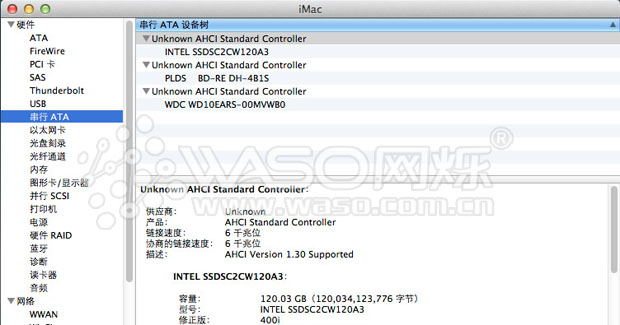 iMac
硬件
ATA
FireWire
PCI 卡
SAS
Thunderbolt
USB
串行 ATA
以太网卡
光盘刻录
光纤通道
内存
图形卡/显示器
并行 SCSI
打印机
电源
硬件 RAID
蓝牙
诊断
读卡器
音频
网络
WWAN
串行 ATA 设备树
Unknown AHCI Standard Controller
INTEL SSDSC2CW120A3
Unknown AHCI Standard Controller
PLDS BD-RE DH-4B1S
Unknown AHCI Standard Controller
WDC WD10EARS-00MVWB0
WASO网烁®
www.waso.com.cn
Unknown AHCI Standard Controller:
供应商: Unknown
产品: AHCI Standard Controller
链接速度: 6 千兆位
协商的链接速度: 6 千兆位
描述: AHCI Version 1.30 Supported
INTEL SSDSC2CW120A3:
容量: 120.03 GB (120,034,123,776 字节)
型号: INTEL SSDSC2CW120A3
修正版: 400i